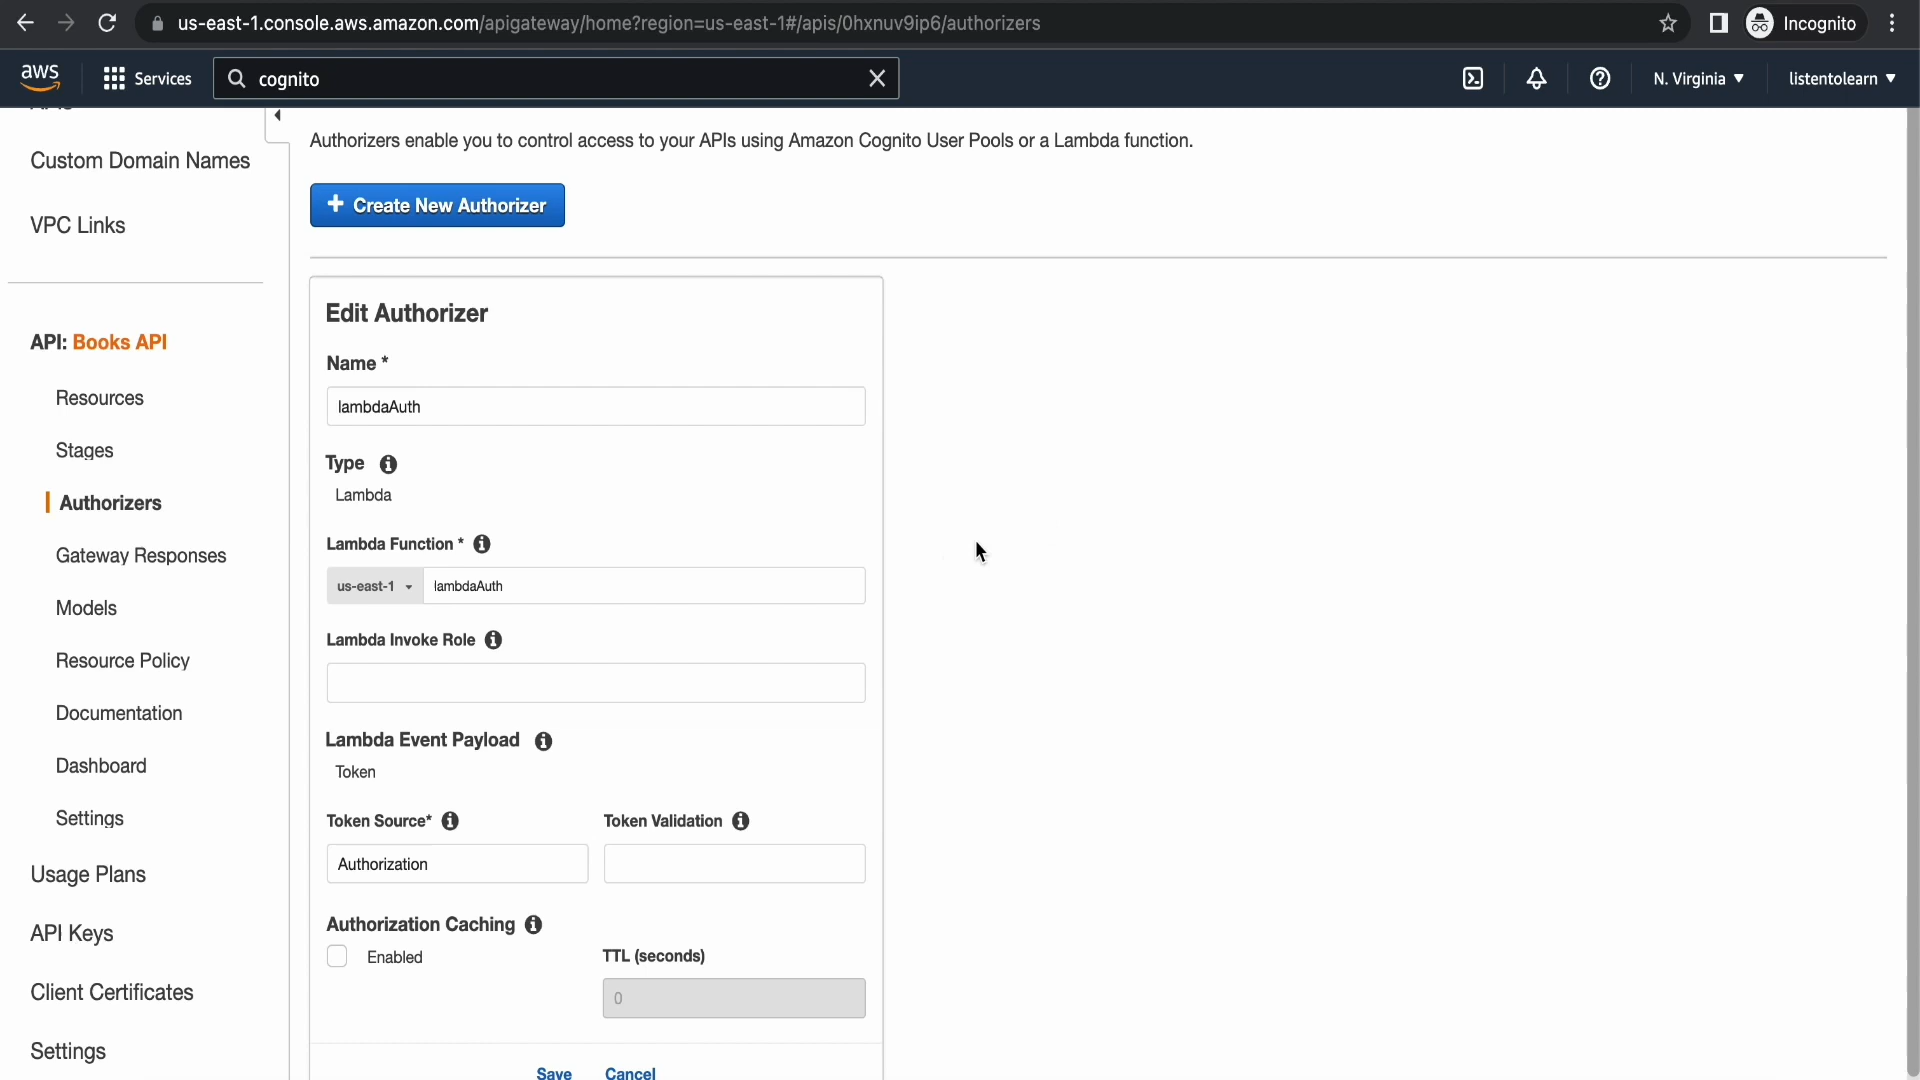 us-east-1.console.aws.amazon.com/apigateway/home?region=us-east-1#/apis/0hxnuv9ip6/authorizers
Incognito
aws
Services
cognito
N. Virginia
listentolearn
Custom Domain Names
VPC Links
API: Books API
Resources
Stages
Authorizers
Gateway Responses
Models
Resource Policy
Documentation
Dashboard
Settings
Usage Plans
API Keys
Client Certificates
Settings
Authorizers enable you to control access to your APIs using Amazon Cognito User Pools or a Lambda function.
+ Create New Authorizer
Edit Authorizer
Name *
lambdaAuth
Type
Lambda
Lambda Function *
us-east-1 lambdaAuth
Lambda Invoke Role
Lambda Event Payload
Token
Token Source* Token Validation
Authorization
Authorization Caching
Enabled TTL (seconds)
0
Save Cancel